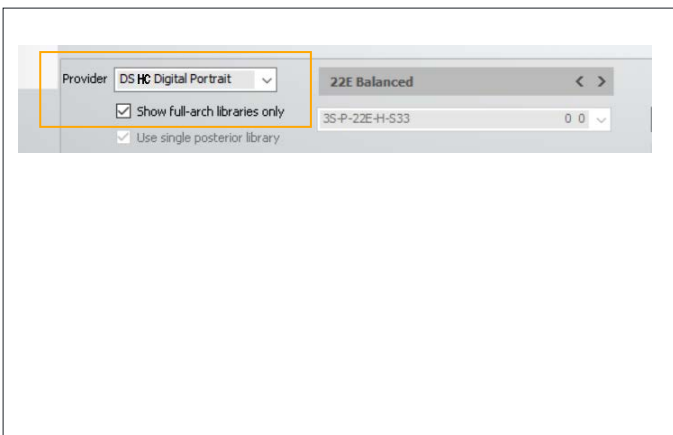 Provider DS HC Digital Portrait 22E Balanced < >
Show full-arch libraries only 3S-P-22E-H-S33 0 0
Use single posterior library